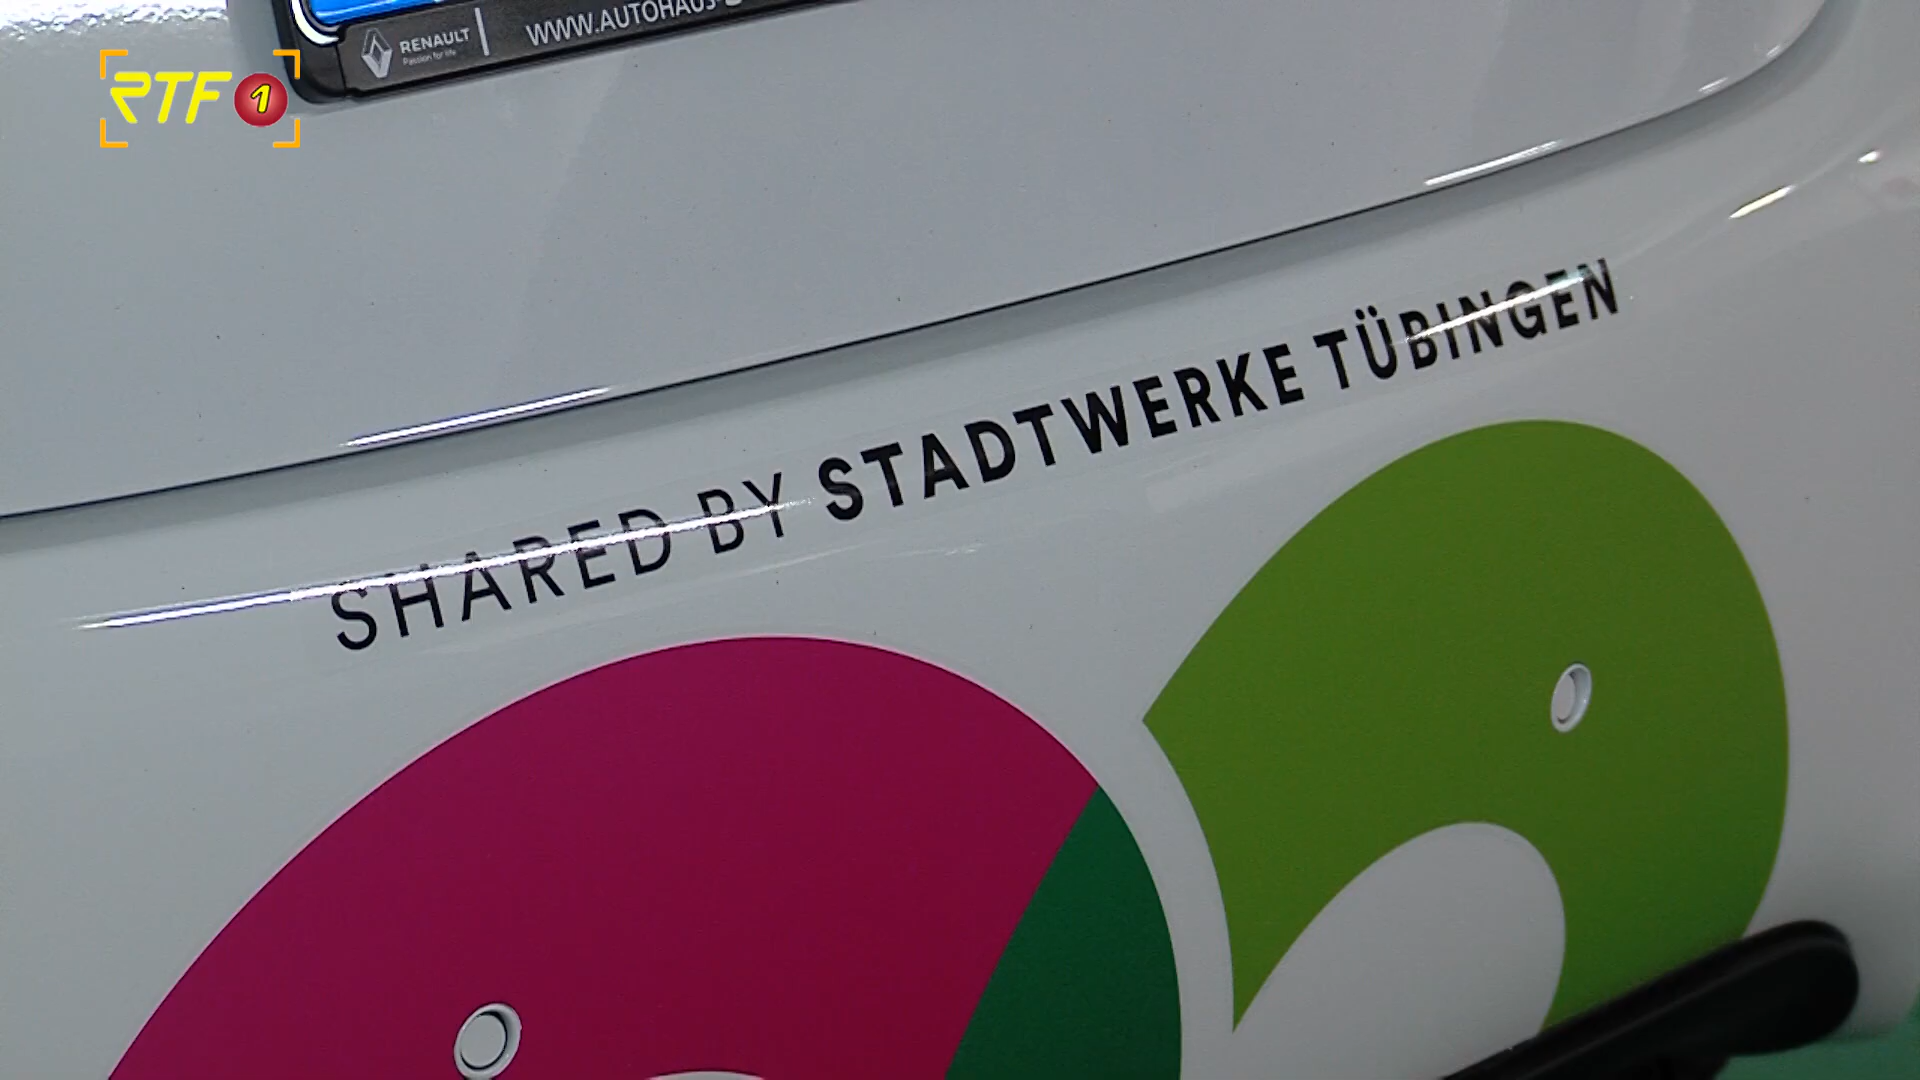 RENAULT
Passion for life
WWW.AUTOHAUS-
RTF 1
SHARED BY STADTWERKE TÜBINGEN